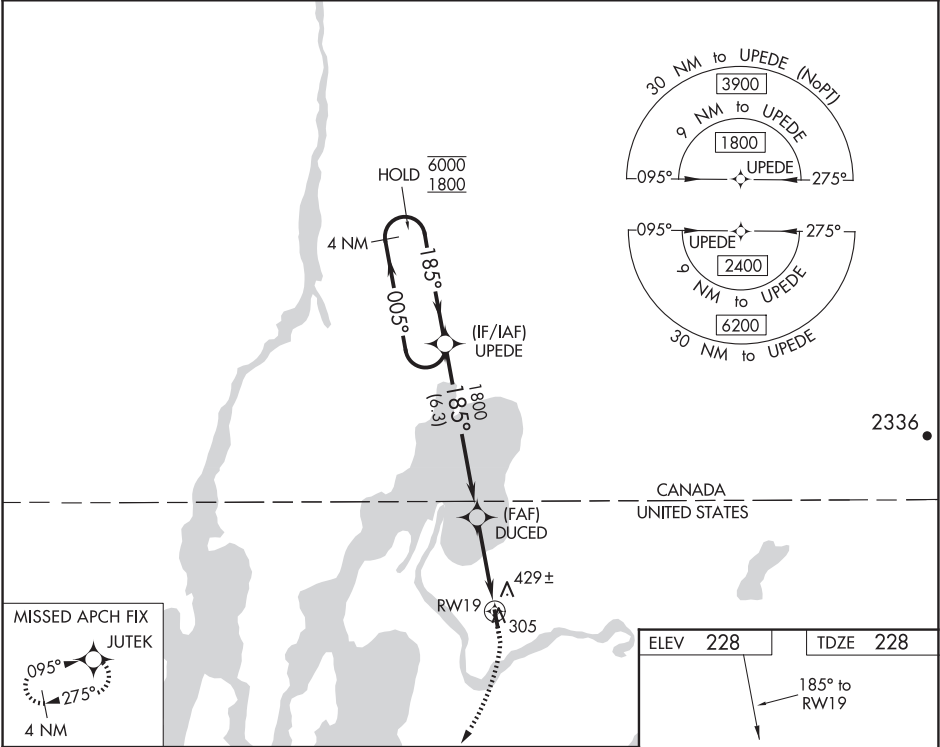 30 NM to UPEDE (NoPT)
3900
9 NM to UPEDE
1800
UPEDE
095°
275°
095°
275°
UPEDE
2400
9 NM to UPEDE
6200
30 NM to UPEDE
HOLD
6000
1800
4 NM
185°
005°
(IF/IAF)
UPEDE
1800
185°
(6.3)
2336
CANADA
UNITED STATES
(FAF)
DUCED
429±
RW19
305
MISSED APCH FIX
JUTEK
095°
275°
4 NM
ELEV 228
TDZE 228
185° to
RW19